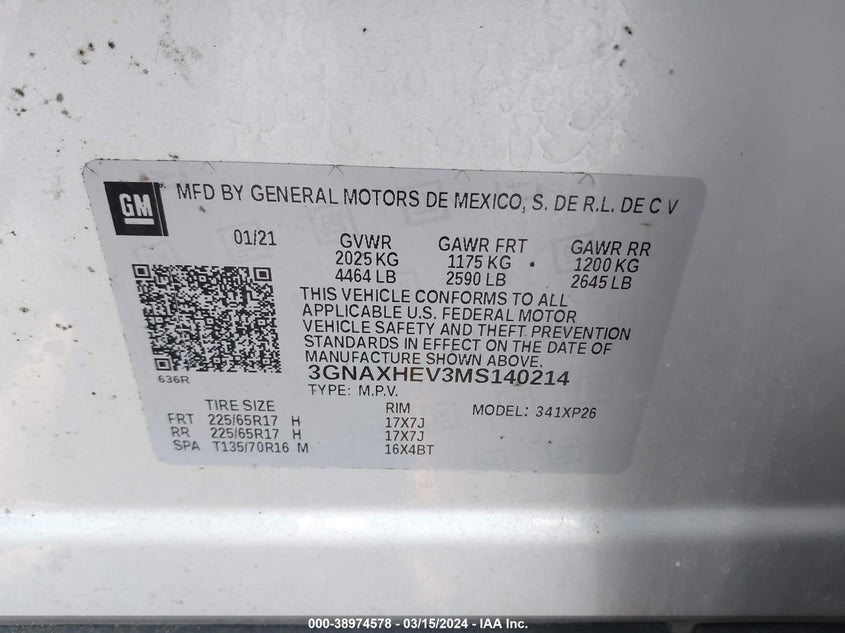 GM
MFD BY GENERAL MOTORS DE MEXICO, S. DE R.L. DE C V
01/21
GVWR GAWR FRT GAWR RR
2025 KG 1175 KG 1200 KG
4464 LB 2590 LB 2645 LB
THIS VEHICLE CONFORMS TO ALL
APPLICABLE U.S. FEDERAL MOTOR
VEHICLE SAFETY AND THEFT PREVENTION
STANDARDS IN EFFECT ON THE DATE OF
MANUFACTURE SHOWN ABOVE.
3GNAXHEV3MS140214
636R
TYPE: M.P.V.
TIRE SIZE RIM MODEL: 341XP26
FRT 225/65R17 H 17X7J
RR 225/65R17 H 17X7J
SPA T135/70R16 M 16X4BT
000-38974578 - 03/15/2024 - IAA Inc.